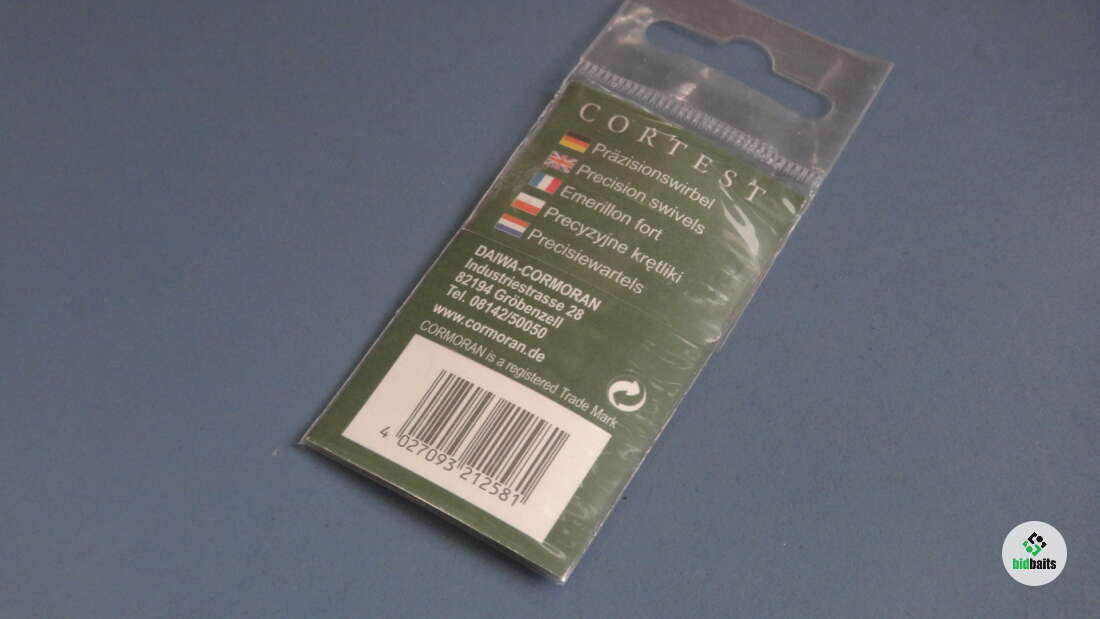 CORTEST
Präzisionswirbel
Precision swivels
Emerillon fort
Precyzyjne krętliki
Precisiewartels
DAIWA-CORMORAN
Industriestrasse 28
82194 Gröbenzell
Tel. 08142/50050
www.cormoran.de
CORMORAN is a registered Trade Mark
4 027093 212581
bidbaits